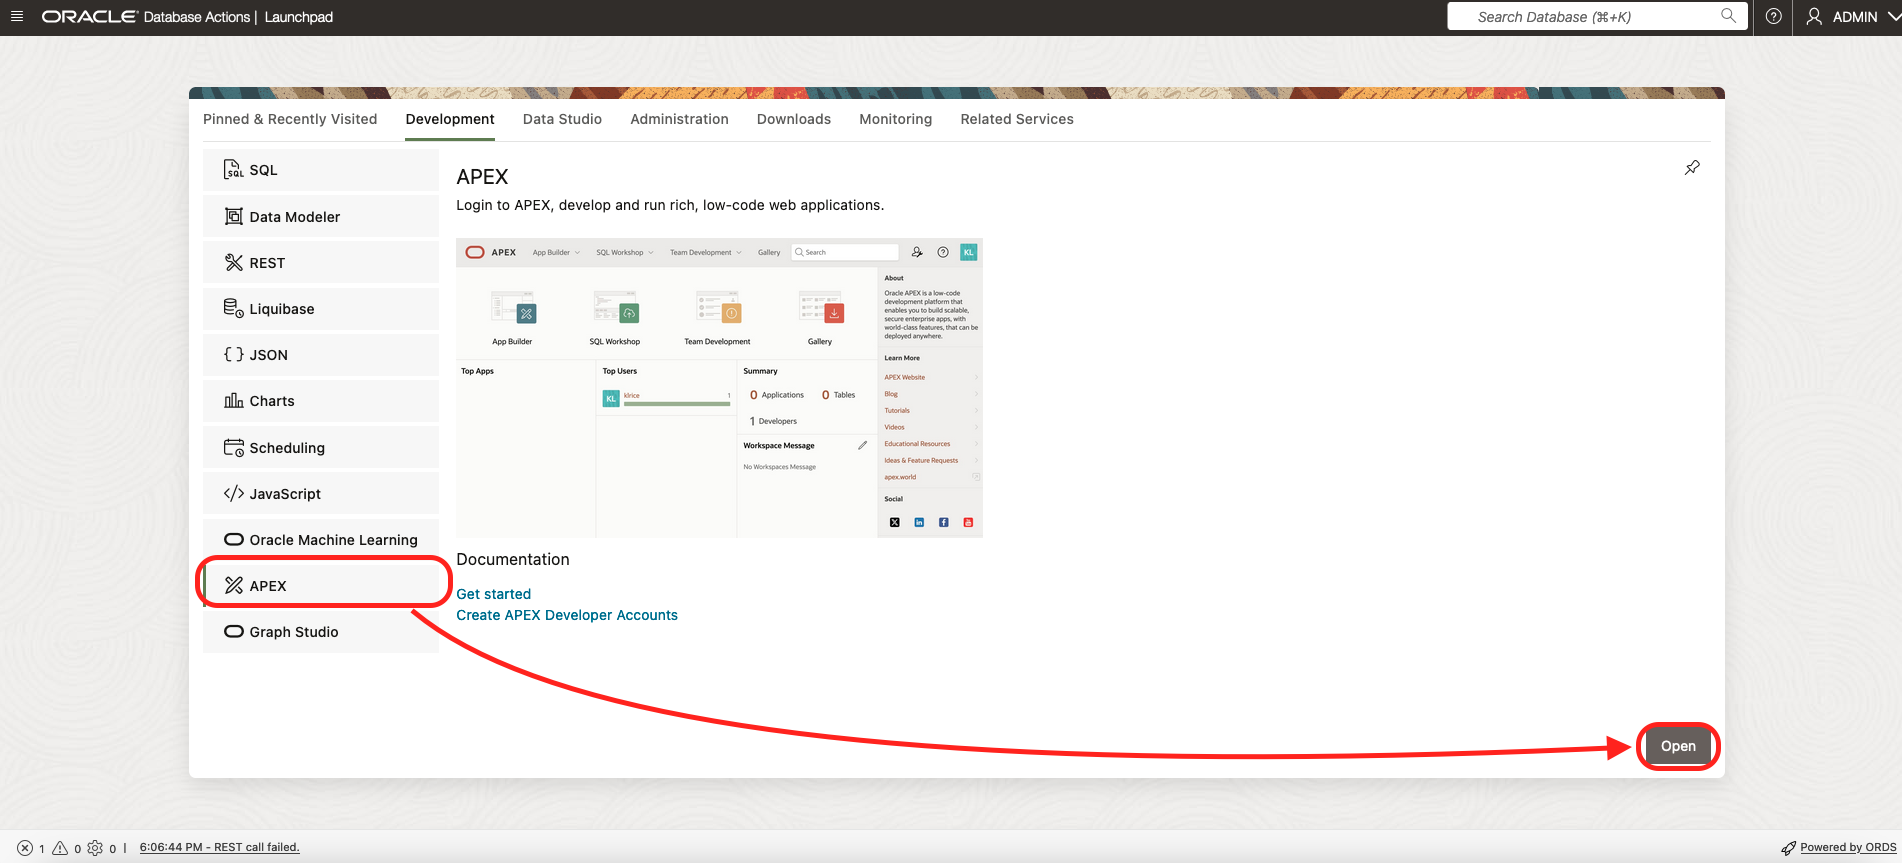 ORACLE® Database Actions | Launchpad
Search Database (⌘+K)
ADMIN
Pinned & Recently Visited
Development
Data Studio
Administration
Downloads
Monitoring
Related Services
SQL
SQL
Data Modeler
REST
Liquibase
{ } JSON
Charts
Scheduling
</> JavaScript
Oracle Machine Learning
APEX
Graph Studio
APEX
Login to APEX, develop and run rich, low-code web applications.
APEX
App Builder
SQL Workshop
Team Development
Gallery
Search
KL
App Builder
SQL Workshop
Team Development
Gallery
Top Apps
Top Users
KL
klrice
1
Summary
0 Applications
0 Tables
1 Developers
Workspace Message
No Workspaces Message
About
Oracle APEX is a low-code
development platform that
enables you to build scalable,
secure enterprise apps, with
world-class features, that can be
deployed anywhere.
Learn More
APEX Website
Blog
Tutorials
Videos
Educational Resources
Ideas & Feature Requests
apex.world
Social
X
in
f
Documentation
Get started
Create APEX Developer Accounts
Open
1
0
0 |
6:06:44 PM - REST call failed.
Powered by ORDS